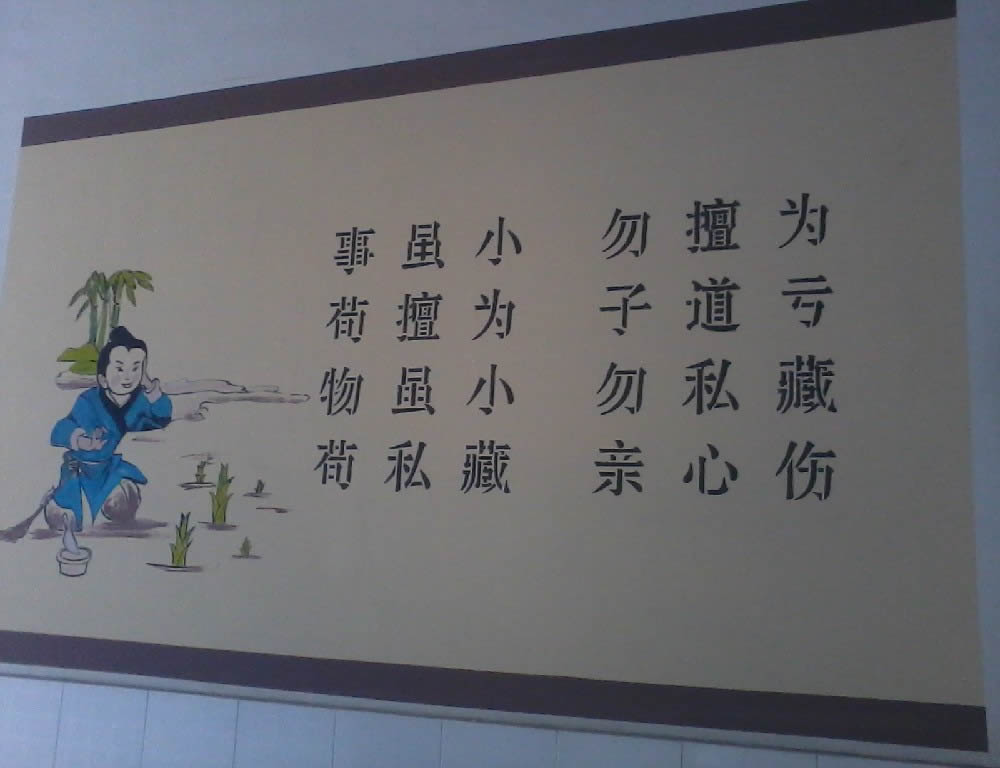 事虽小 勿擅为
苟擅为 子道亏
物虽小 勿私藏
苟私藏 亲心伤